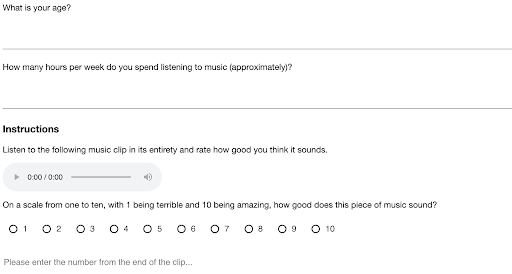 What is your age?
How many hours per week do you spend listening to music (approximately)?
Instructions
Listen to the following music clip in its entirety and rate how good you think it sounds.
0:00 / 0:00
On a scale from one to ten, with 1 being terrible and 10 being amazing, how good does this piece of music sound?
1 2 3 4 5 6 7 8 9 10
Please enter the number from the end of the clip...